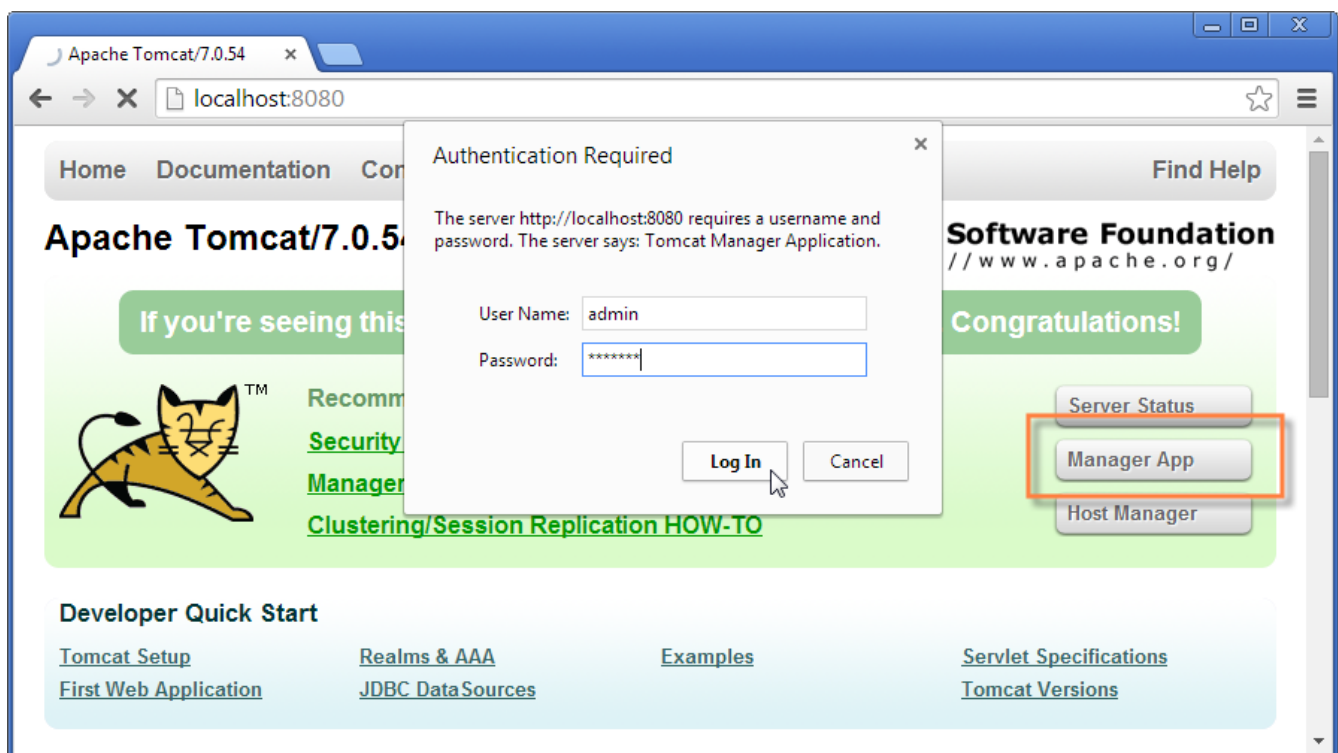 Apache Tomcat/7.0.54
localhost:8080
Home Documentation Con Find Help
Authentication Required
The server http://localhost:8080 requires a username and
password. The server says: Tomcat Manager Application.
Apache Tomcat/7.0.54
Software Foundation
//www.apache.org/
If you're seeing this Congratulations!
User Name: admin
Password: *******
Log In Cancel
TM
Recomm
Security
Manager
Clustering/Session Replication HOW-TO
Server Status
Manager App
Host Manager
Developer Quick Start
Tomcat Setup Realms & AAA Examples Servlet Specifications
First Web Application JDBC DataSources Tomcat Versions